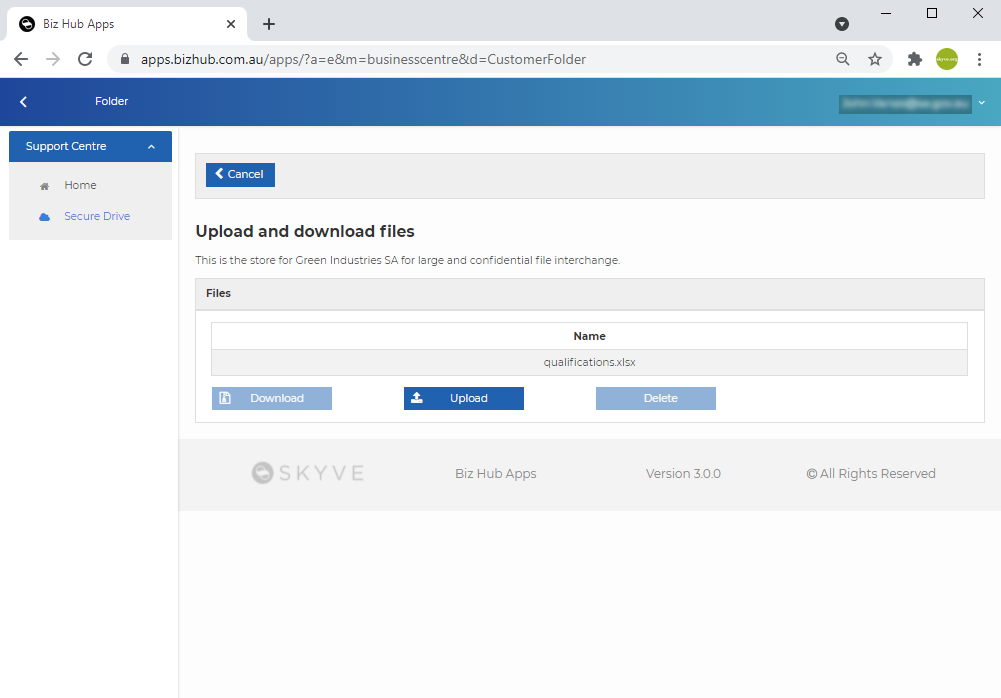 Biz Hub Apps
apps.bizhub.com.au/apps/?a=e&m=businesscentre&d=CustomerFolder
skyve.org
Folder
Support Centre
Home
Secure Drive
Cancel
Upload and download files
This is the store for Green Industries SA for large and confidential file interchange.
Files
Name
qualifications.xlsx
Download Upload Delete
SKYVE Biz Hub Apps Version 3.0.0 © All Rights Reserved